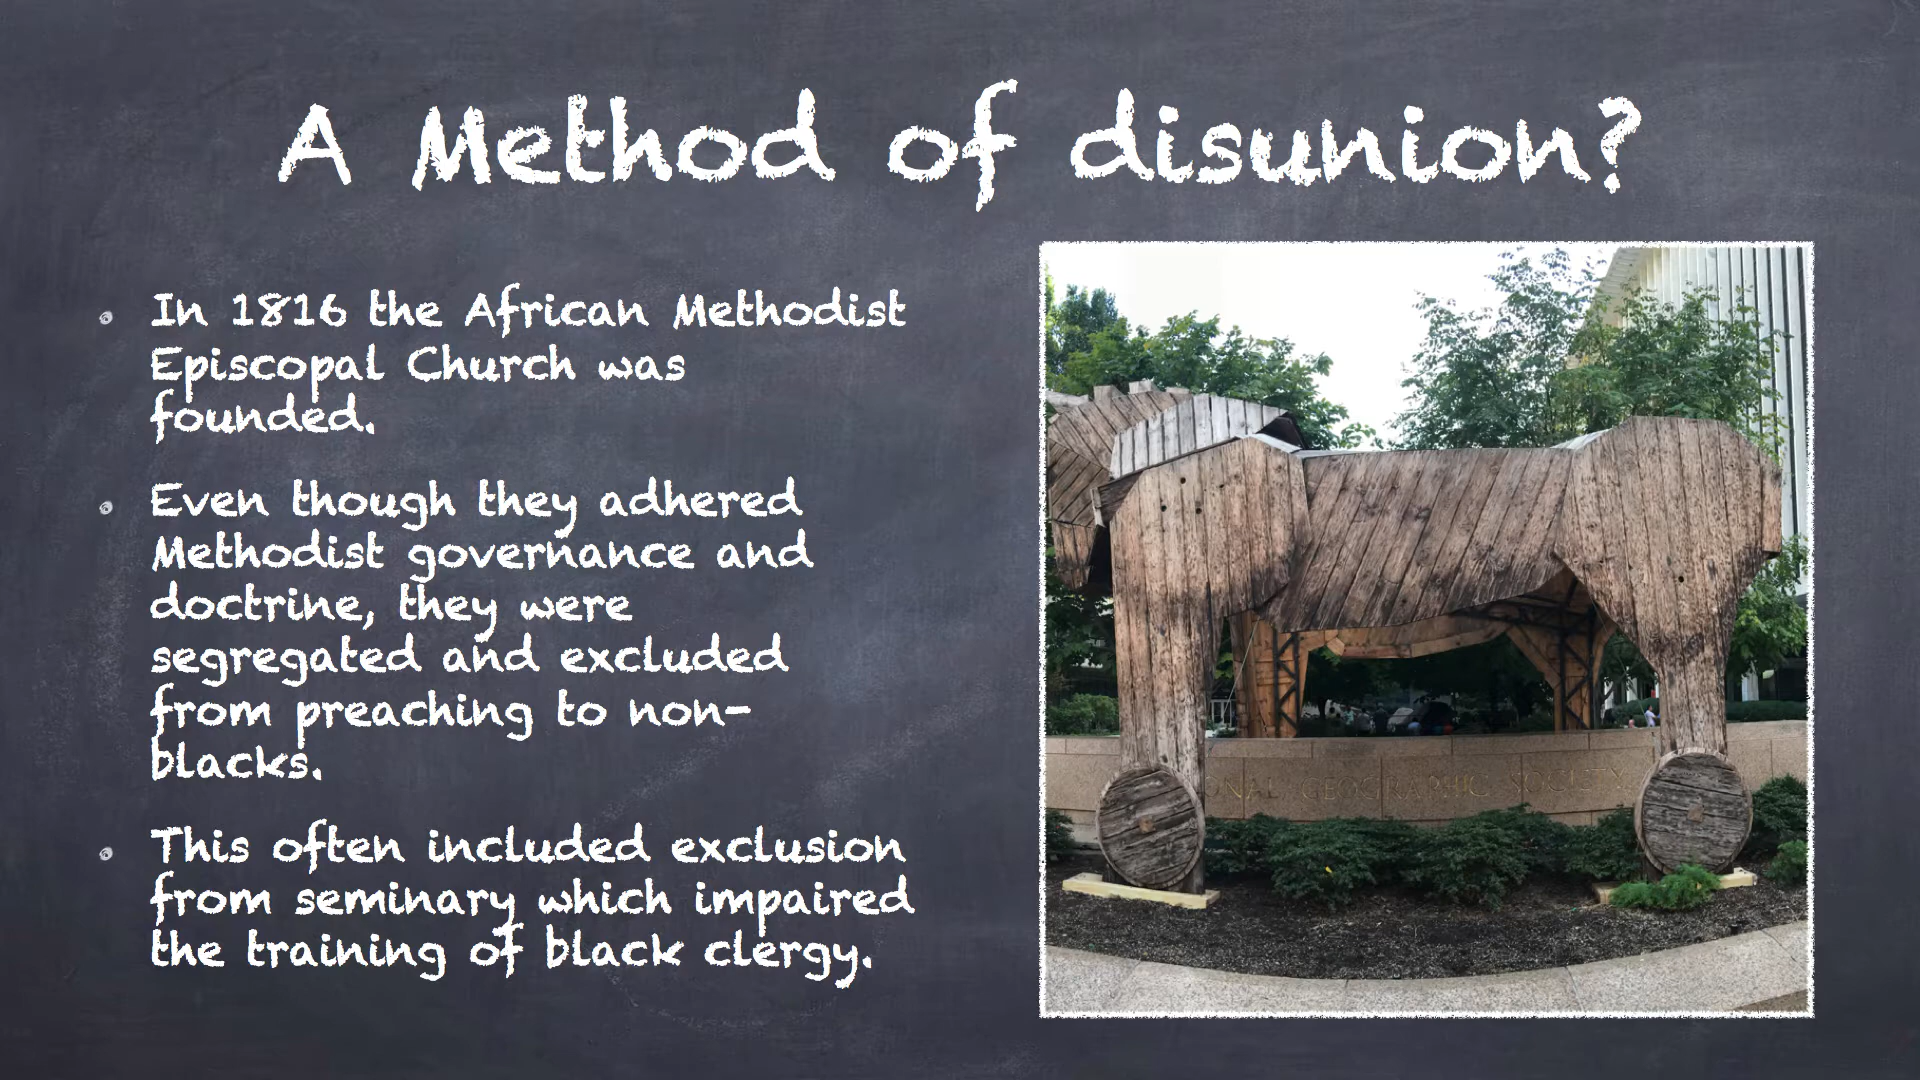 A Method of disunion?
In 1816 the African Methodist
Episcopal Church was
founded.
Even though they adhered
Methodist governance and
doctrine, they were
segregated and excluded
from preaching to non-
blacks.
This often included exclusion
from seminary which impaired
the training of black clergy.
GEOGRAPHIC SOCIETY